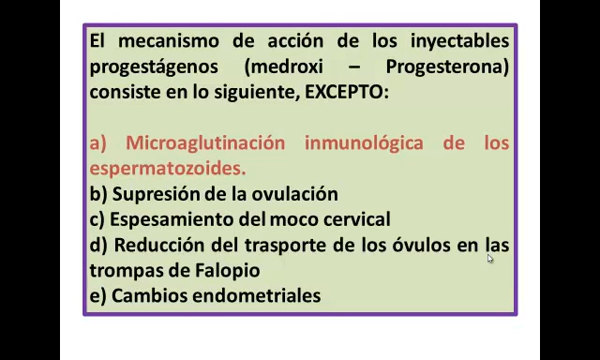 El mecanismo de acción de los inyectables
progestágenos (medroxi – Progesterona)
consiste en lo siguiente, EXCEPTO:
a) Microaglutinación inmunológica de los
espermatozoides.
b) Supresión de la ovulación
c) Espesamiento del moco cervical
d) Reducción del trasporte de los óvulos en las
trompas de Falopio
e) Cambios endometriales